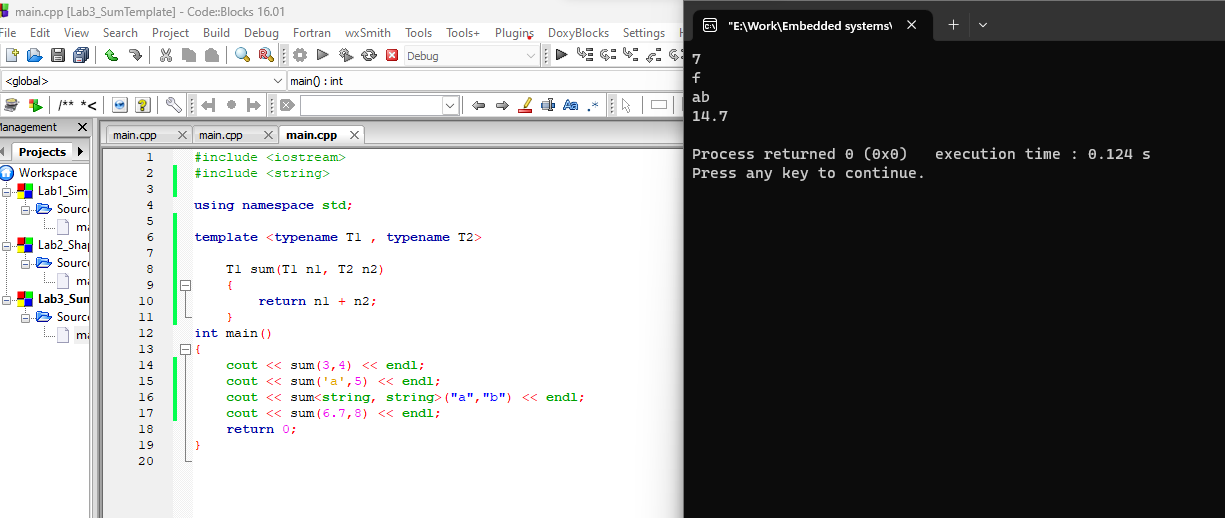 main.cpp [Lab3_SumTemplate] - Code::Blocks 16.01
File Edit View Search Project Build Debug Fortran wxSmith Tools Tools+ Plugins DoxyBlocks Settings
Debug
<global> main() : int
/** *<
Aa .*
Management
main.cpp main.cpp main.cpp
Projects
Workspace
Lab1_Sim
Sourc
ma
Lab2_Shap
Sourc
ma
Lab3_Sum
Sourc
ma
1 #include <iostream>
2 #include <string>
3
4 using namespace std;
5
6 template <typename T1 , typename T2>
7
8 T1 sum(T1 n1, T2 n2)
9 {
10 return n1 + n2;
11 }
12 int main()
13 {
14 cout << sum(3,4) << endl;
15 cout << sum('a',5) << endl;
16 cout << sum<string, string>("a","b") << endl;
17 cout << sum(6.7,8) << endl;
18 return 0;
19 }
20
"E:\Work\Embedded systems\
7
f
ab
14.7
Process returned 0 (0x0) execution time : 0.124 s
Press any key to continue.